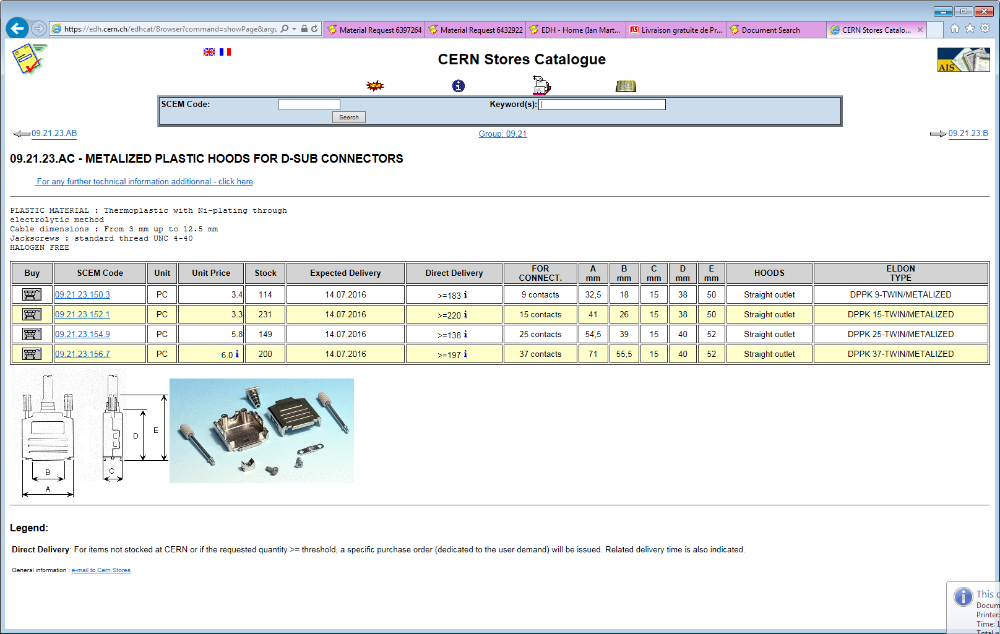 https://edh.cern.ch/edhcat/Browser?command=showPage&argu
Material Request 6397264
Material Request 6432922
EDH - Home (Ian Mart...
RS Livraison gratuite de Pr...
Document Search
CERN Stores Catalo...
CERN Stores Catalogue
AIS
NEW!
SCEM Code:
Keyword(s):
Search
09.21.23.AB
Group: 09.21
09.21.23.B
09.21.23.AC - METALIZED PLASTIC HOODS FOR D-SUB CONNECTORS
For any further technical information additionnal - click here
PLASTIC MATERIAL : Thermoplastic with Ni-plating through
electrolytic method
Cable dimensions : From 3 mm up to 12.5 mm
Jackscrews : standard thread UNC 4-40
HALOGEN FREE
Buy SCEM Code Unit Unit Price Stock Expected Delivery Direct Delivery FOR CONNECT. A mm B mm C mm D mm E mm HOODS ELDON TYPE
09.21.23.150.3 PC 3.4 114 14.07.2016 >=183 i 9 contacts 32,5 18 15 38 50 Straight outlet DPPK 9-TWIN/METALIZED
09.21.23.152.1 PC 3.3 231 14.07.2016 >=220 i 15 contacts 41 26 15 38 50 Straight outlet DPPK 15-TWIN/METALIZED
09.21.23.154.9 PC 5.8 149 14.07.2016 >=138 i 25 contacts 54,5 39 15 40 52 Straight outlet DPPK 25-TWIN/METALIZED
09.21.23.156.7 PC 6.0 i 200 14.07.2016 >=197 i 37 contacts 71 55,5 15 40 52 Straight outlet DPPK 37-TWIN/METALIZED
E
D
B
C
A
Legend:
Direct Delivery: For items not stocked at CERN or if the requested quantity >= threshold, a specific purchase order (dedicated to the user demand) will be issued. Related delivery time is also indicated.
General information : e-mail to Cern.Stores
This
Docum
Printer:
Time: 1
Total